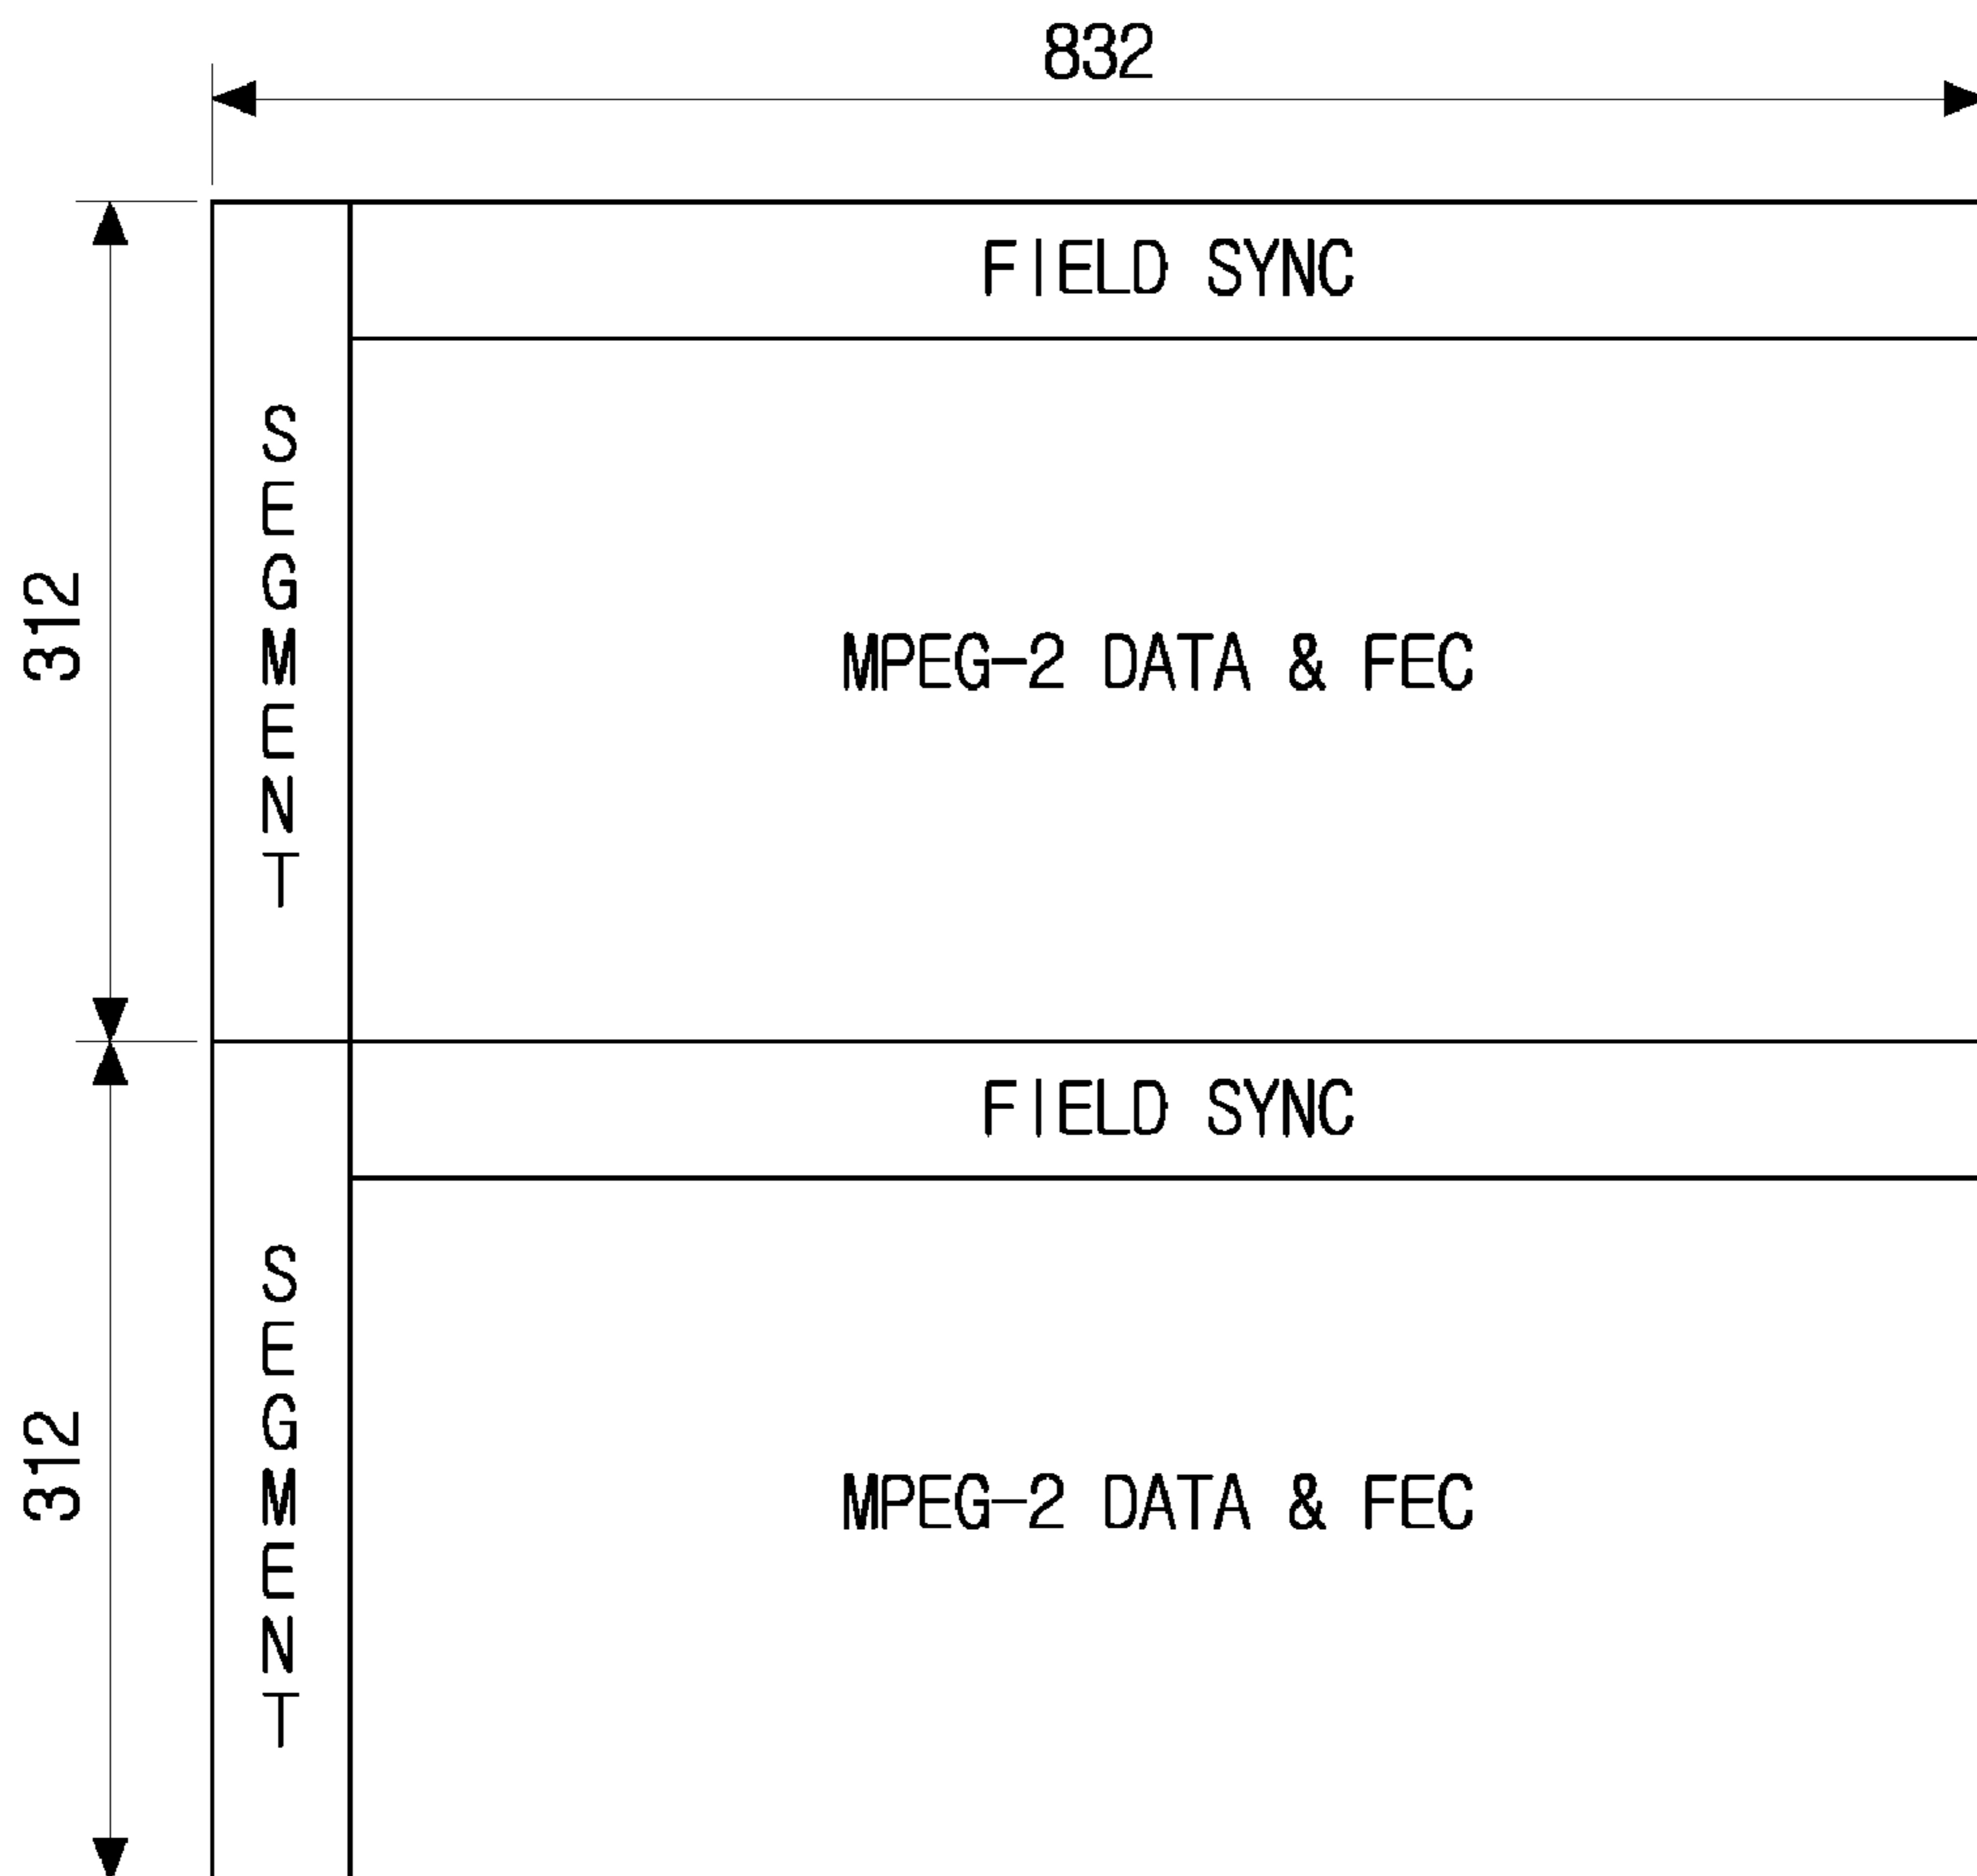 832
FIELD SYNC
SEGMENT
312
MPEG-2 DATA & FEC
FIELD SYNC
SEGMENT
312
MPEG-2 DATA & FEC